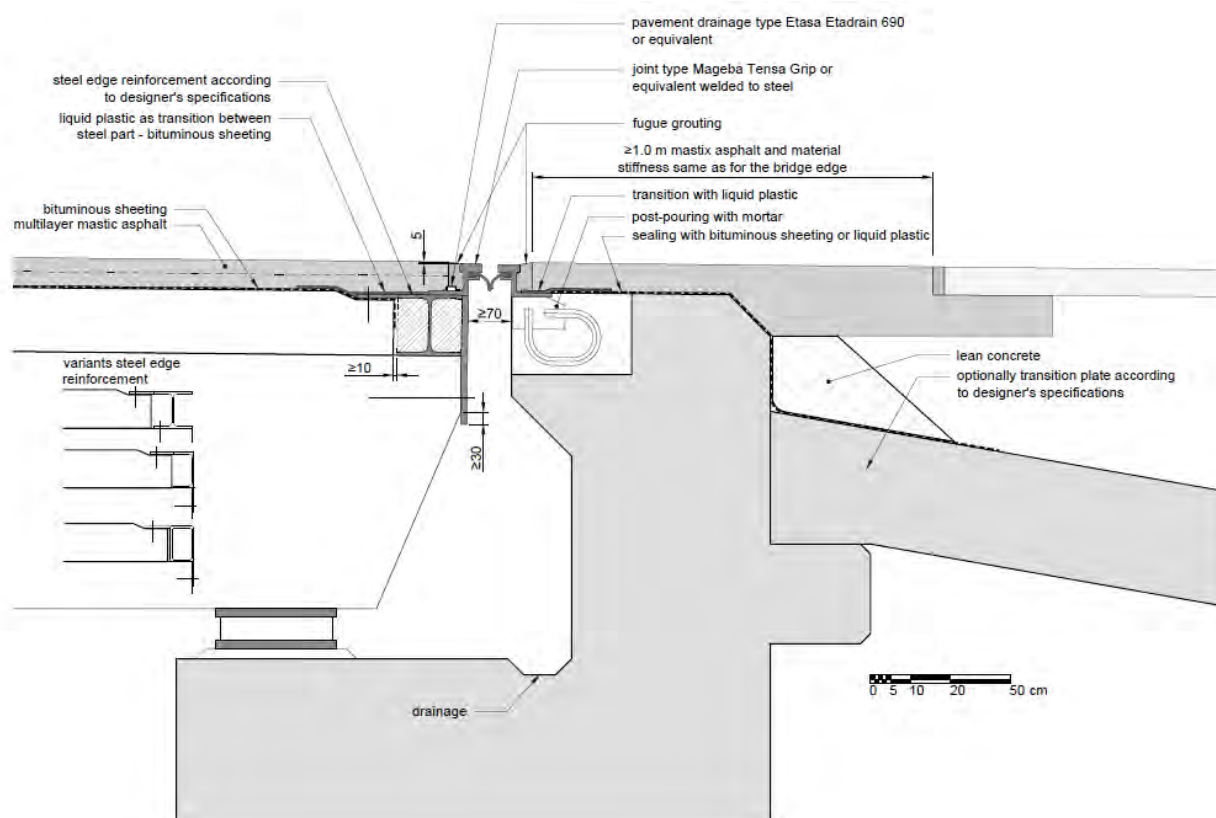 pavement drainage type Etasa Etadrain 690
or equivalent
steel edge reinforcement according
to designer's specifications
joint type Mageba Tensa Grip or
equivalent welded to steel
liquid plastic as transition between
steel part - bituminous sheeting
fugue grouting
≥1.0 m mastix asphalt and material
stiffness same as for the bridge edge
transition with liquid plastic
bituminous sheeting
multilayer mastic asphalt
post-pouring with mortar
sealing with bituminous sheeting or liquid plastic
5
≥70
variants steel edge
reinforcement
≥10
lean concrete
optionally transition plate according
to designer's specifications
≥30
drainage
0 5 10 20 50 cm